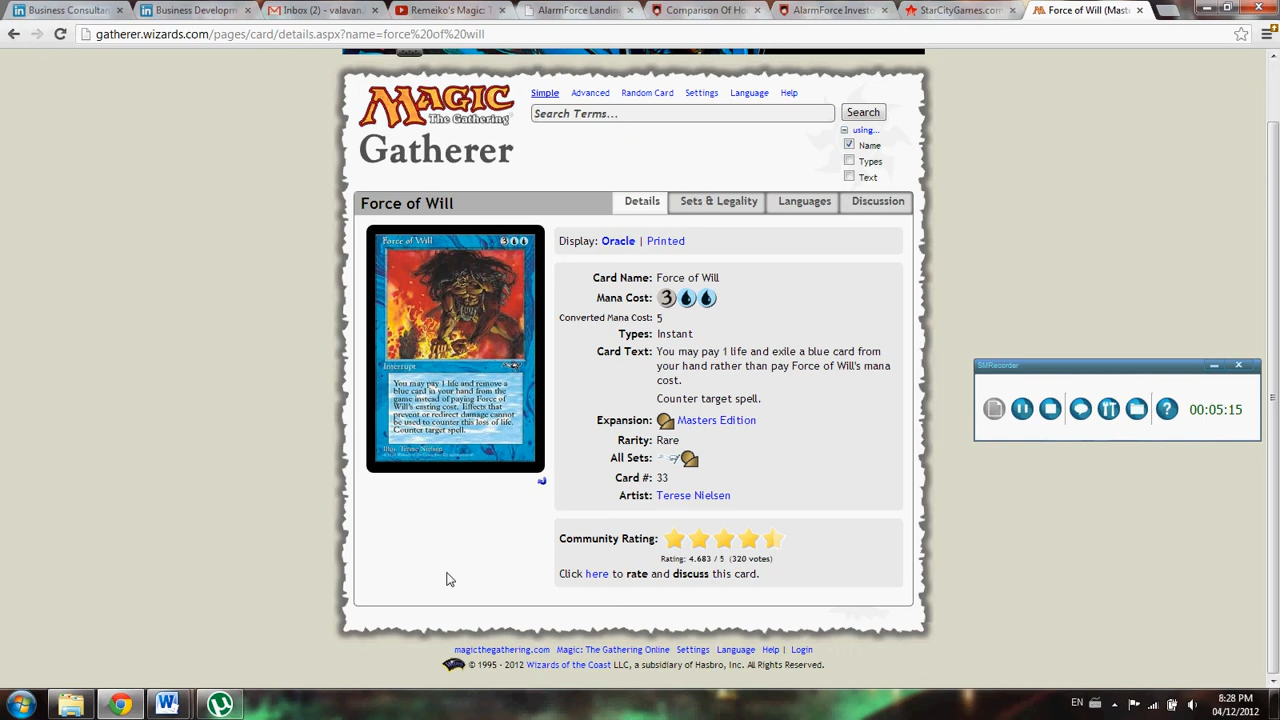 Business Consultan
Business Developm
Inbox (2) - valavan.
Remeiko's Magic: T
AlarmForce Landin
Comparison Of Ho
AlarmForce Investo
StarCityGames.com
Force of Will (Mast
gatherer.wizards.com/pages/card/details.aspx?name=force%20of%20will
MAGIC
The Gathering
Gatherer
Simple Advanced Random Card Settings Language Help
Search Terms... Search
using...
Name
Types
Text
Force of Will Details Sets & Legality Languages Discussion
Force of Will 3
Interrupt
You may pay 1 life and remove a
blue card in your hand from the
game instead of paying Force of
Will's casting cost. Effects that
prevent or redirect damage cannot
be used to counter this loss of life.
Counter target spell.
Illus. Terese Nielsen
Display: Oracle | Printed
Card Name: Force of Will
Mana Cost: 3
Converted Mana Cost: 5
Types: Instant
Card Text: You may pay 1 life and exile a blue card from
your hand rather than pay Force of Will's mana
cost.
Counter target spell.
Expansion: Masters Edition
Rarity: Rare
All Sets:
Card #: 33
Artist: Terese Nielsen
Community Rating:
Rating: 4.683 / 5 (320 votes)
Click here to rate and discuss this card.
magicthegathering.com Magic: The Gathering Online Settings Language Help | Login
© 1995 - 2012 Wizards of the Coast LLC, a subsidiary of Hasbro, Inc. All Rights Reserved.
SMRecorder
00:05:15
EN
8:28 PM
04/12/2012